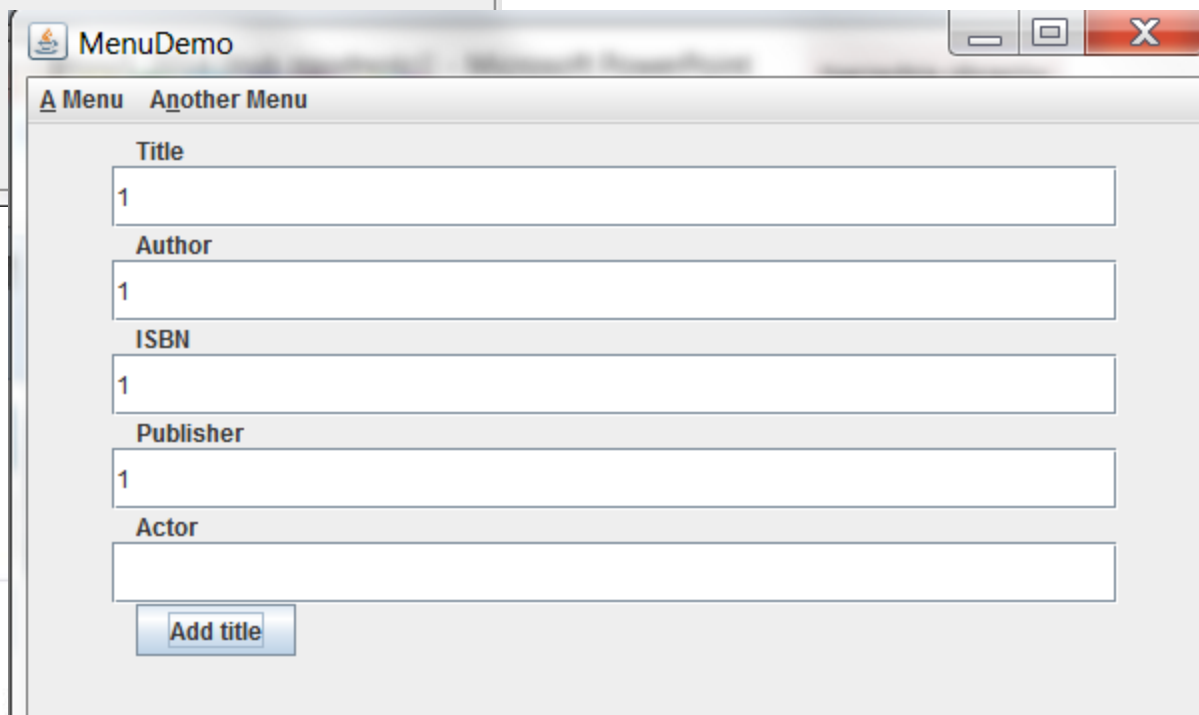 MenuDemo
A Menu Another Menu
Title
1
Author
1
ISBN
1
Publisher
1
Actor
Add title